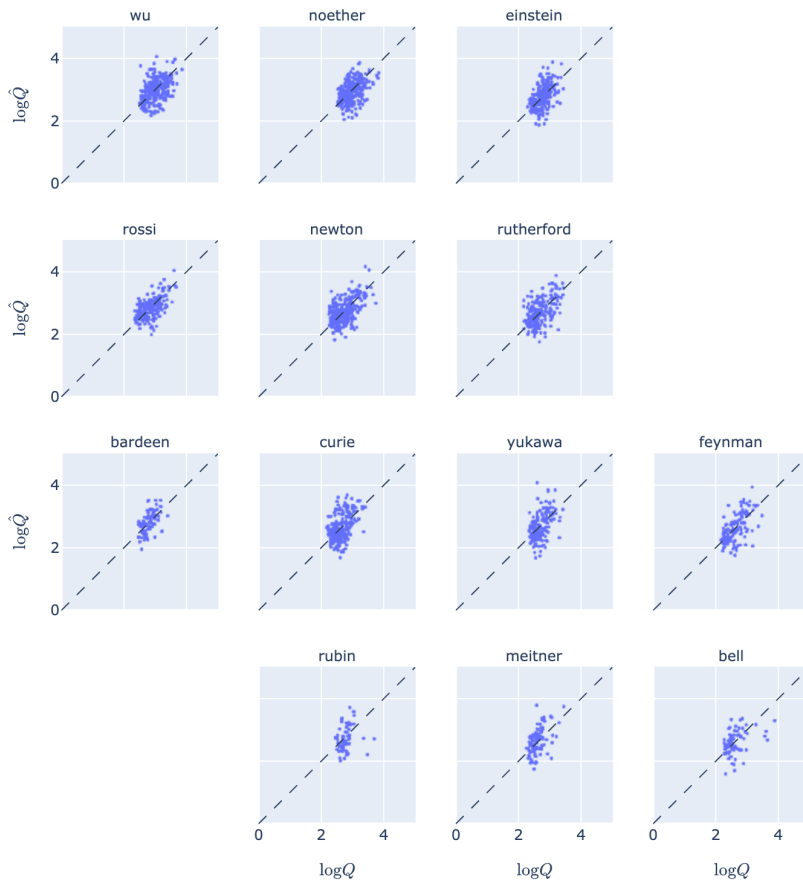 wu noether einstein
4
2
0
logQ̂
rossi newton rutherford
4
2
0
logQ̂
bardeen curie yukawa feynman
4
2
0
logQ̂
rubin meitner bell
0 2 4 0 2 4 0 2 4
logQ logQ logQ